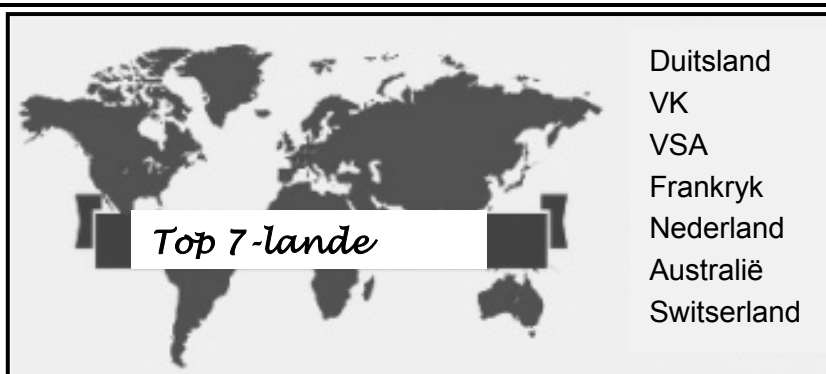 Top 7-lande
Duitsland
VK
VSA
Frankryk
Nederland
Australië
Switserland